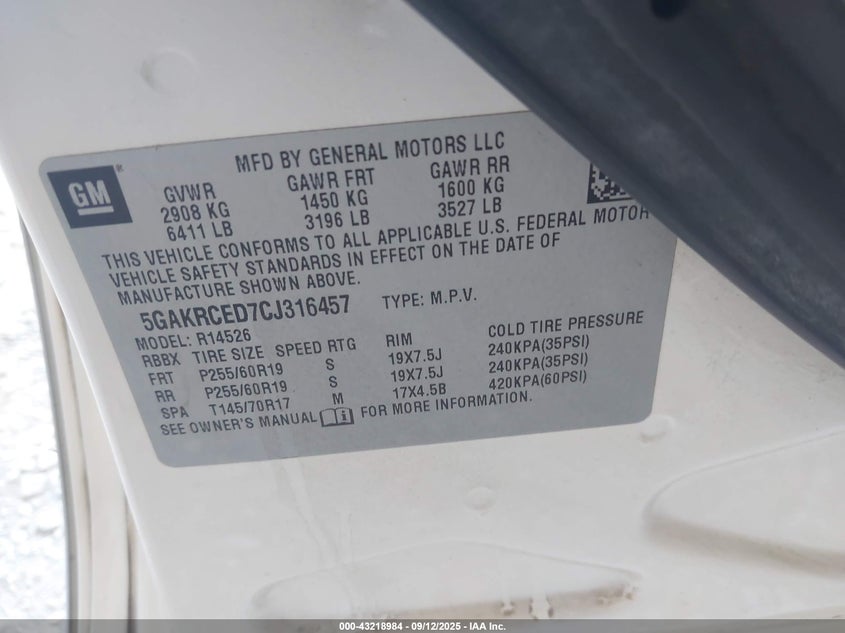 MFD BY GENERAL MOTORS LLC
GM®
GVWR GAWR FRT GAWR RR
2908 KG 1450 KG 1600 KG
6411 LB 3196 LB 3527 LB
THIS VEHICLE CONFORMS TO ALL APPLICABLE U.S. FEDERAL MOTOR
VEHICLE SAFETY STANDARDS IN EFFECT ON THE DATE OF
MANUFACTURE SHOWN ABOVE.
5GAKRCED7CJ316457 TYPE: M.P.V.
MODEL: R14526
RBBX TIRE SIZE SPEED RTG RIM COLD TIRE PRESSURE
FRT P255/60R19 S 19X7.5J 240KPA(35PSI)
RR P255/60R19 S 19X7.5J 240KPA(35PSI)
SPA T145/70R17 M 17X4.5B 420KPA(60PSI)
SEE OWNER'S MANUAL i FOR MORE INFORMATION.
000-43218984 - 09/12/2025 - IAA Inc.